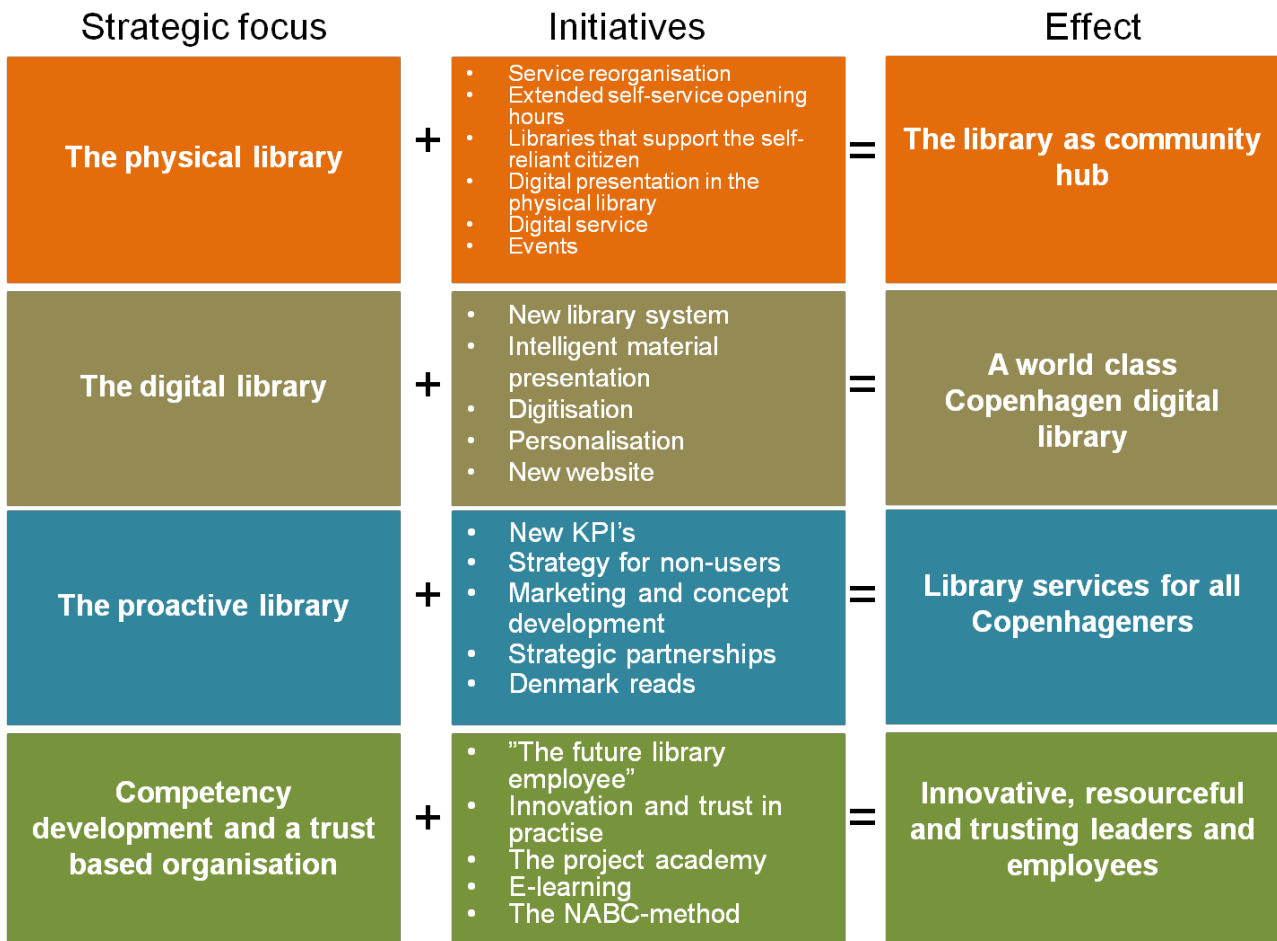 Strategic focus
Initiatives
Effect
The physical library
+
• Service reorganisation
• Extended self-service opening
hours
• Libraries that support the self-
reliant citizen
• Digital presentation in the
physical library
• Digital service
• Events
=
The library as community
hub
The digital library
+
• New library system
• Intelligent material
presentation
• Digitisation
• Personalisation
• New website
=
A world class
Copenhagen digital
library
The proactive library
+
• New KPI’s
• Strategy for non-users
• Marketing and concept
development
• Strategic partnerships
• Denmark reads
=
Library services for all
Copenhageners
Competency
development and a trust
based organisation
+
• ”The future library
employee”
• Innovation and trust in
practise
• The project academy
• E-learning
• The NABC-method
=
Innovative, resourceful
and trusting leaders and
employees